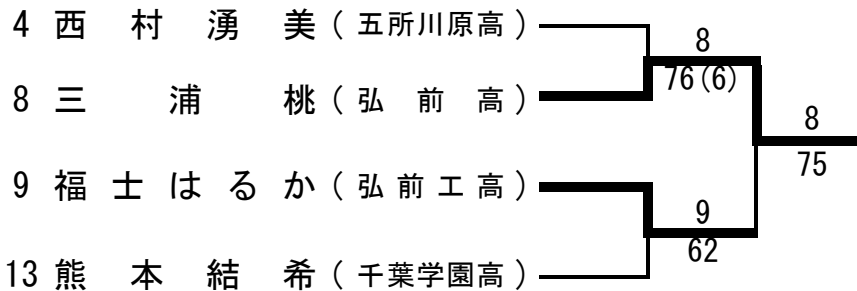 4 西村湧美(五所川原高)
8
76(6)
8 三浦桃(弘前高)
8
75
9 福士はるか(弘前工高)
9
62
13 熊本結希(千葉学園高)